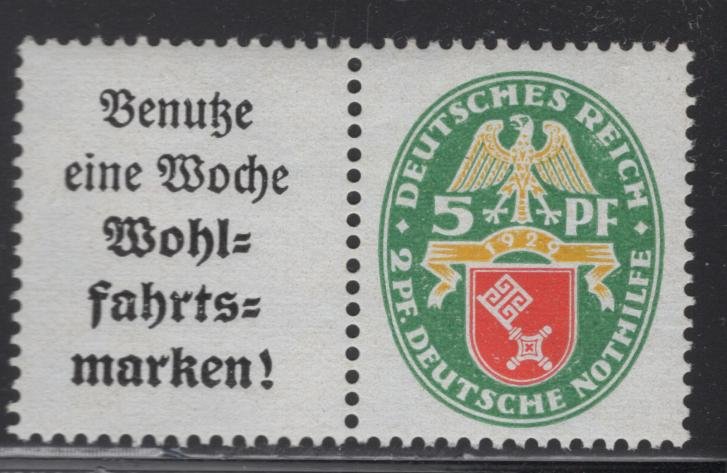 Benutze
eine Woche
Wohl=
fahrts=
marken!
DEUTSCHES REICH
5 PF
1929
2 PF. DEUTSCHE NOTHILFE